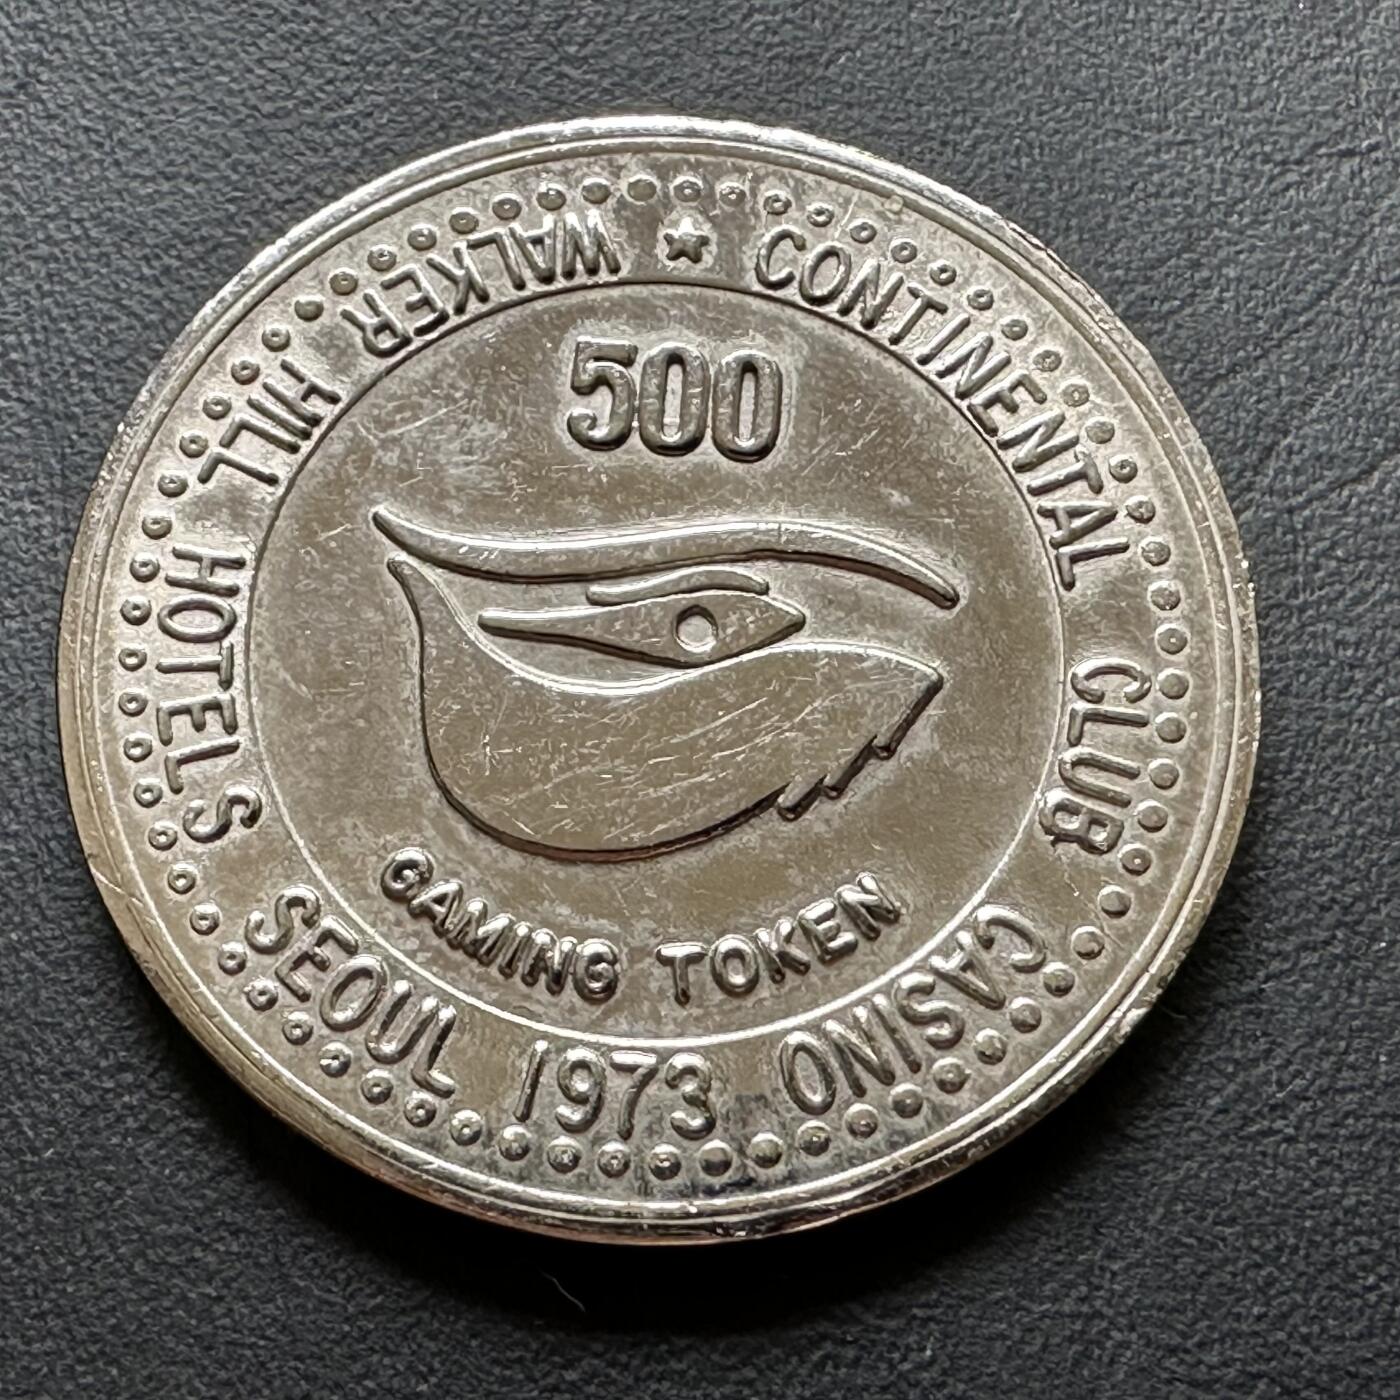 ★ CONTINENTAL CLUB CASINO
WALKER HILL HOTELS
500
GAMING TOKEN
SEOUL 1973